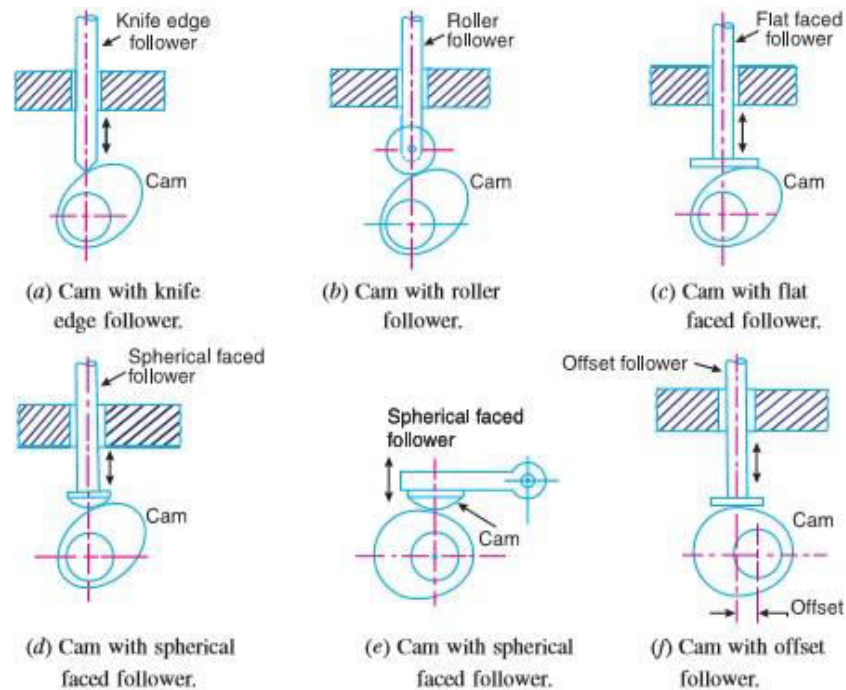 Knife edge
follower
Cam
(a) Cam with knife
edge follower.
Roller
follower
Cam
(b) Cam with roller
follower.
Flat faced
follower
Cam
(c) Cam with flat
faced follower.
Spherical faced
follower
Cam
(d) Cam with spherical
faced follower.
Spherical faced
follower
Cam
(e) Cam with spherical
faced follower.
Offset follower
Cam
Offset
(f) Cam with offset
follower.